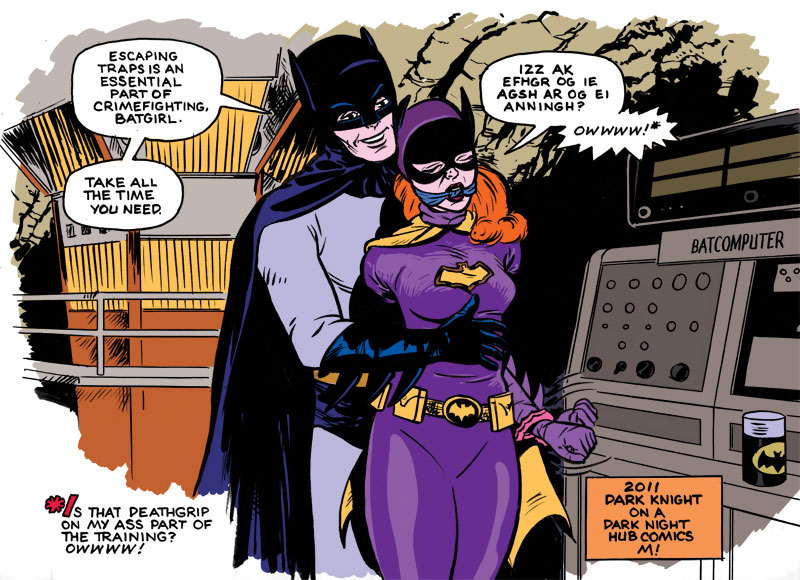 ESCAPING
TRAPS IS AN
ESSENTIAL
PART OF
CRIMEFIGHTING,
BATGIRL.
TAKE ALL
THE TIME
YOU NEED.
IZZ AK
EFHGR OG IE
AGSH AR OG EI
ANNINGH?
OWWWW!*
BATCOMPUTER
*IS THAT DEATHGRIP
ON MY ASS PART OF
THE TRAINING?
OWWWW!
2011
PARK KNIGHT
ON A
PARK NIGHT
HUB COMICS
M!